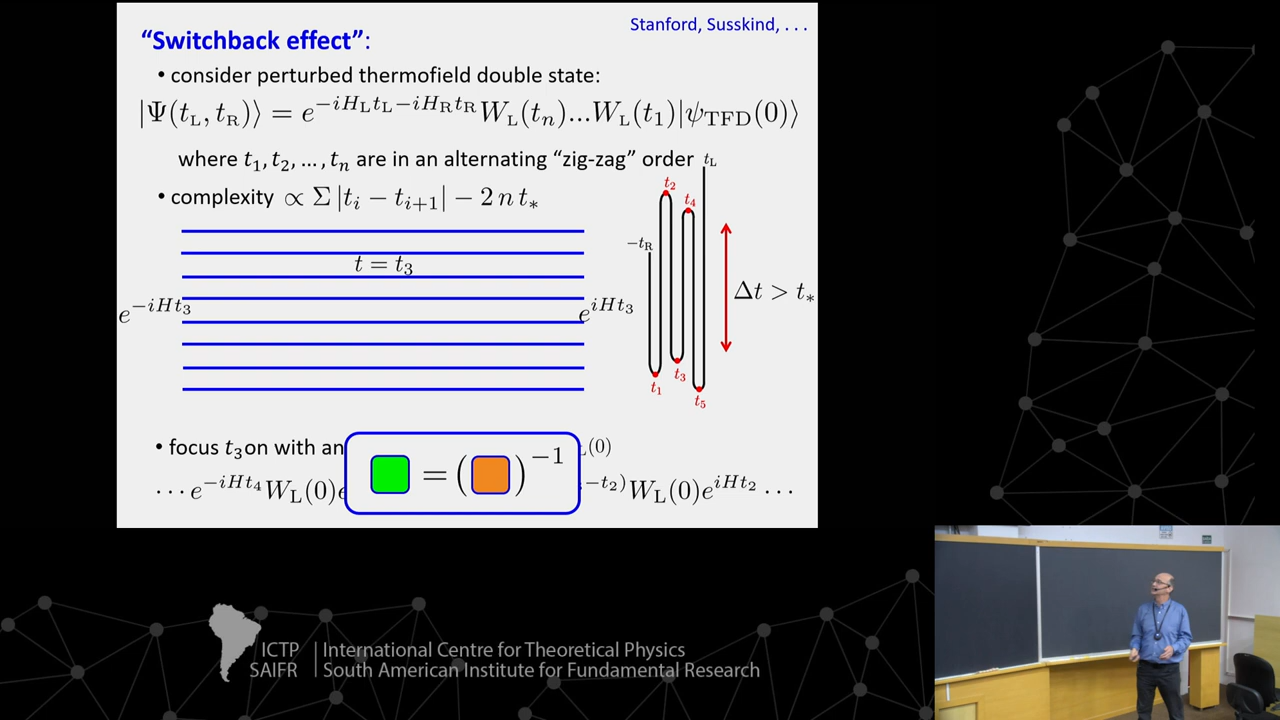 Stanford, Susskind, . . .
“Switchback effect”:
• consider perturbed thermofield double state:
|Ψ(t_L, t_R)⟩ = e^{−iH_L t_L−iH_R t_R} W_L(t_n)...W_L(t_1)|ψ_TFD(0)⟩
where t_1, t_2, ..., t_n are in an alternating “zig-zag” order
• complexity ∝ Σ |t_i − t_{i+1}| − 2 n t_*
t_L
t_2
t_4
−t_R
t = t_3
Δt > t_*
e^{−iHt_3}
e^{iHt_3}
t_1
t_3
t_5
• focus t_3 on with an
(0)
= ( )^{−1}
··· e^{−iHt_4} W_L(0)e
−t_2) W_L(0)e^{iHt_2} ···
ICTP
SAIFR
International Centre for Theoretical Physics
South American Institute for Fundamental Research